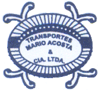 TRANSPORTES
MARIO ACOSTA
&
CIA. LTDA.